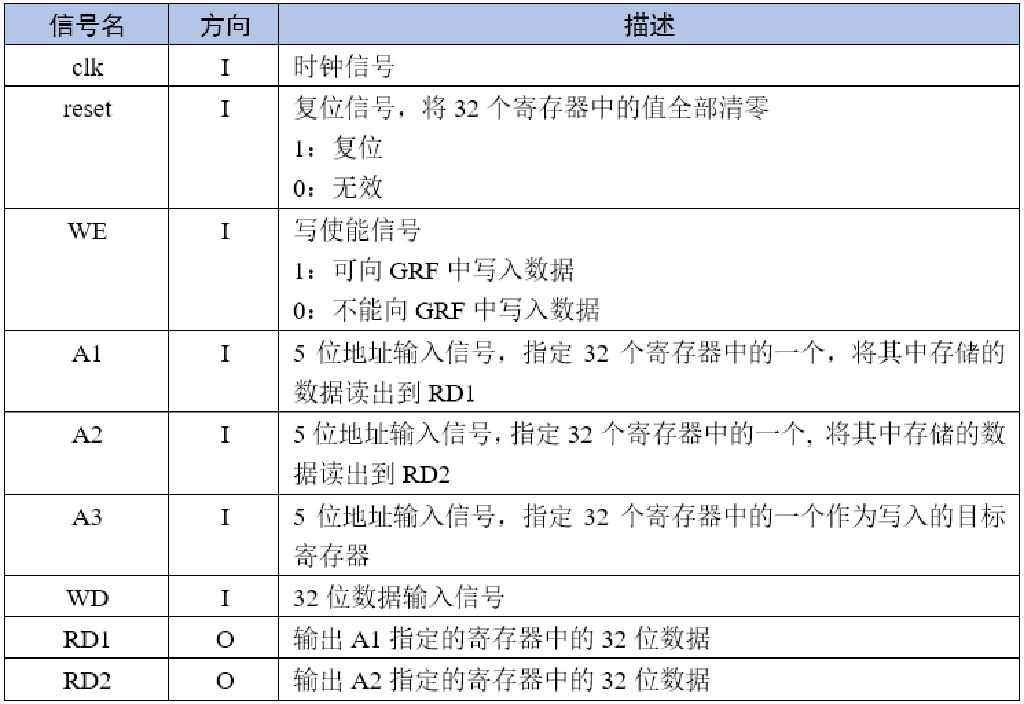 信号名 方向 描述
clk I 时钟信号
reset I 复位信号，将 32 个寄存器中的值全部清零
1：复位
0：无效
WE I 写使能信号
1：可向 GRF 中写入数据
0：不能向 GRF 中写入数据
A1 I 5 位地址输入信号，指定 32 个寄存器中的一个，将其中存储的
数据读出到 RD1
A2 I 5 位地址输入信号，指定 32 个寄存器中的一个, 将其中存储的数
据读出到 RD2
A3 I 5 位地址输入信号，指定 32 个寄存器中的一个作为写入的目标
寄存器
WD I 32 位数据输入信号
RD1 O 输出 A1 指定的寄存器中的 32 位数据
RD2 O 输出 A2 指定的寄存器中的 32 位数据